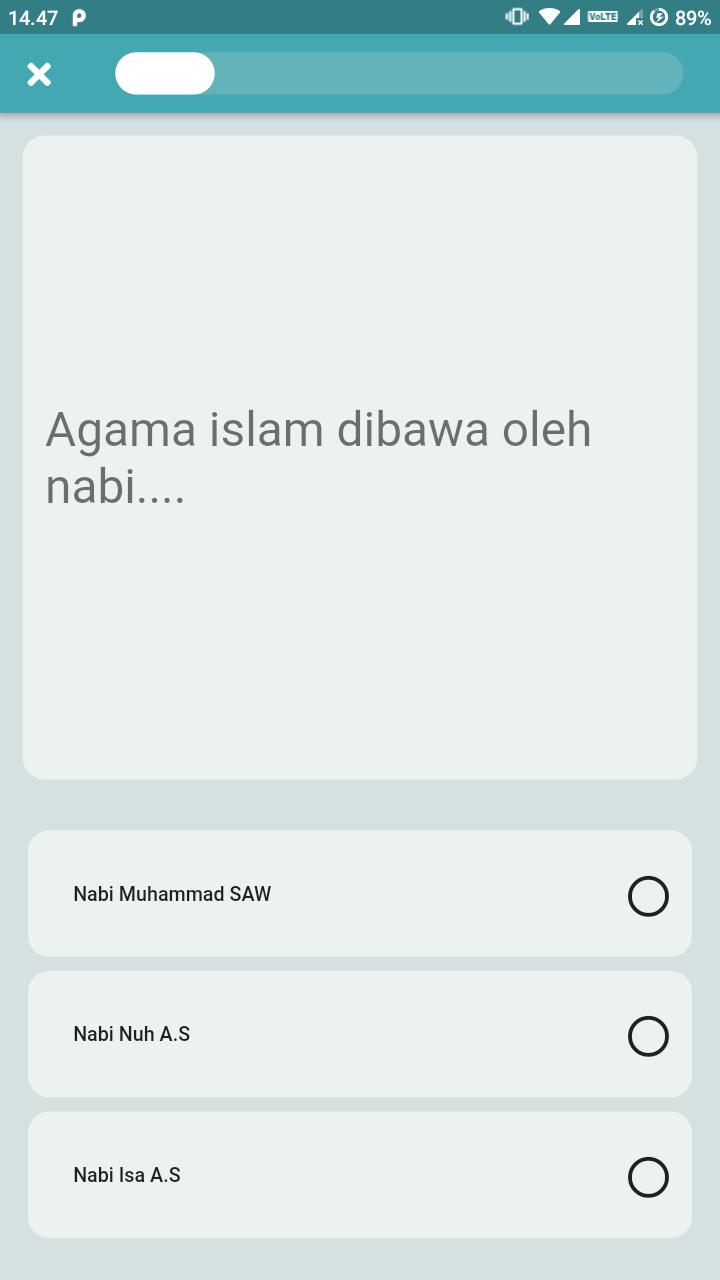 14.47
VoLTE
89%
Agama islam dibawa oleh
nabi....
Nabi Muhammad SAW
Nabi Nuh A.S
Nabi Isa A.S